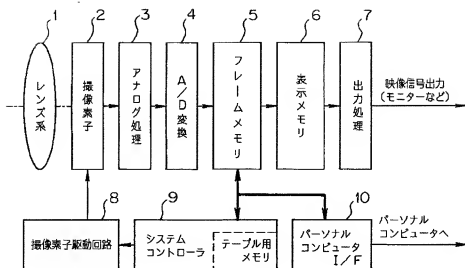 1
2
3
4
5
6
7
レンズ系
撮像素子
アナログ処理
A/D変換
フレームメモリ
表示メモリ
出力処理
映像信号出力
(モニターなど)
8
9
10
撮像素子駆動回路
システム
コントローラ
テーブル用
メモリ
パーソナル
コンピュータ
I/F
パーソナル
コンピュータへ